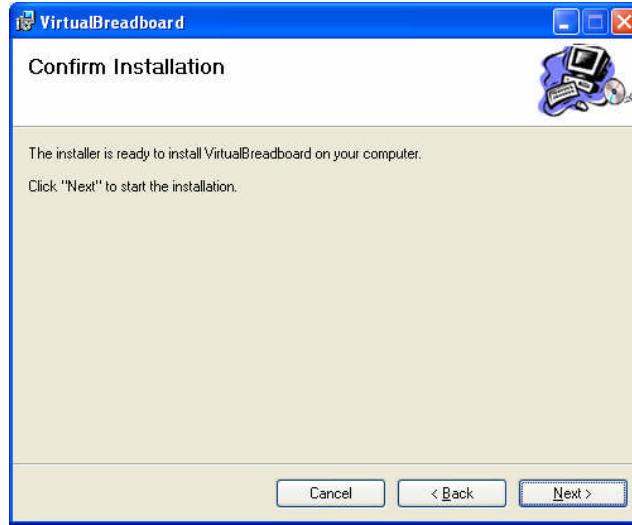 VirtualBreadboard
Confirm Installation
The installer is ready to install VirtualBreadboard on your computer.
Click "Next" to start the installation.
Cancel
< Back
Next >